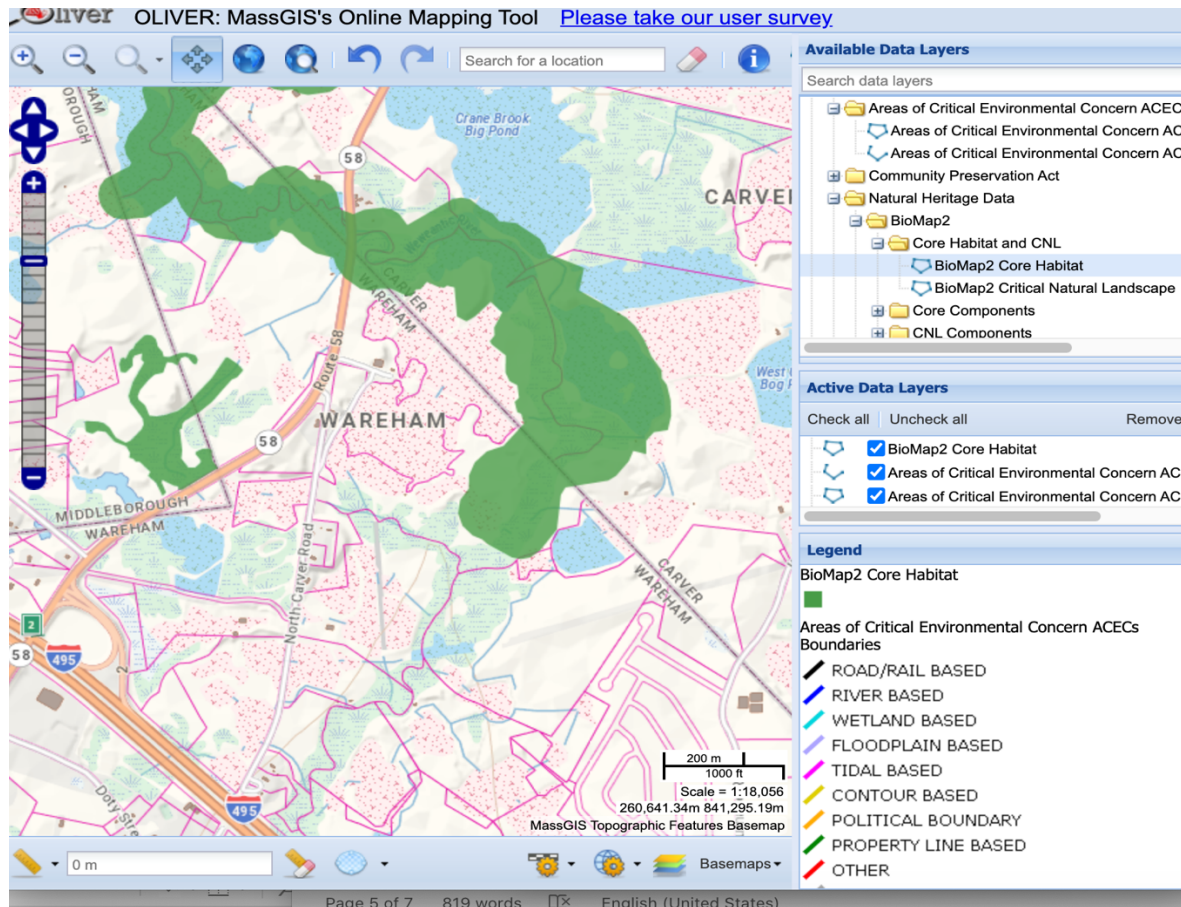 Oliver OLIVER: MassGIS's Online Mapping Tool Please take our user survey
Search for a location
Available Data Layers
Search data layers
Areas of Critical Environmental Concern ACEC
Areas of Critical Environmental Concern AC
Areas of Critical Environmental Concern AC
Community Preservation Act
Natural Heritage Data
BioMap2
Core Habitat and CNL
BioMap2 Core Habitat
BioMap2 Critical Natural Landscape
Core Components
CNL Components
Active Data Layers
Check all Uncheck all Remove
BioMap2 Core Habitat
Areas of Critical Environmental Concern AC
Areas of Critical Environmental Concern AC
Legend
BioMap2 Core Habitat
Areas of Critical Environmental Concern ACECs
Boundaries
ROAD/RAIL BASED
RIVER BASED
WETLAND BASED
FLOODPLAIN BASED
TIDAL BASED
CONTOUR BASED
POLITICAL BOUNDARY
PROPERTY LINE BASED
OTHER
Crane Brook
Big Pond
58
CARVE
CARVER
WAREHAM
Route 58
West
Bog
WAREHAM
58
MIDDLEBOROUGH
WAREHAM
North Carver Road
CARVER
WAREHAM
2
58
495
2
495
Doty Stre
200 m
1000 ft
Scale = 1:18,056
260,641.34m 841,295.19m
MassGIS Topographic Features Basemap
0 m
Basemaps
Page 5 of 7 819 words English (United States)